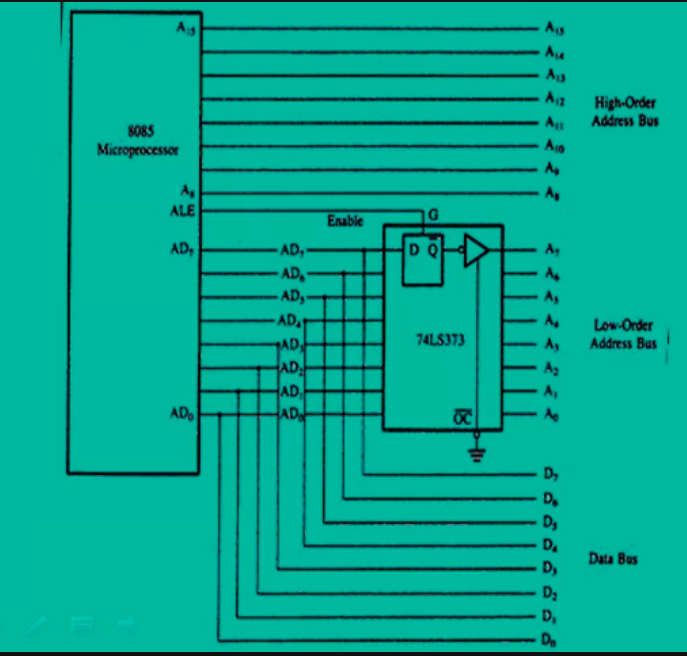 A₁₅
A₁₅
A₁₄
A₁₃
A₁₂
High-Order
Address Bus
A₁₁
8085
Microprocessor
A₁₀
A₉
A₈
A₈
ALE
Enable
G
AD₇
AD₇
D
Q̅
A₇
AD₆
A₆
AD₅
A₅
AD₄
A₄
Low-Order
Address Bus
74LS373
AD₃
A₃
AD₂
A₂
AD₁
A₁
AD₀
AD₀
O̅C̅
A₀
D₇
D₆
D₅
D₄
Data Bus
D₃
D₂
D₁
D₀